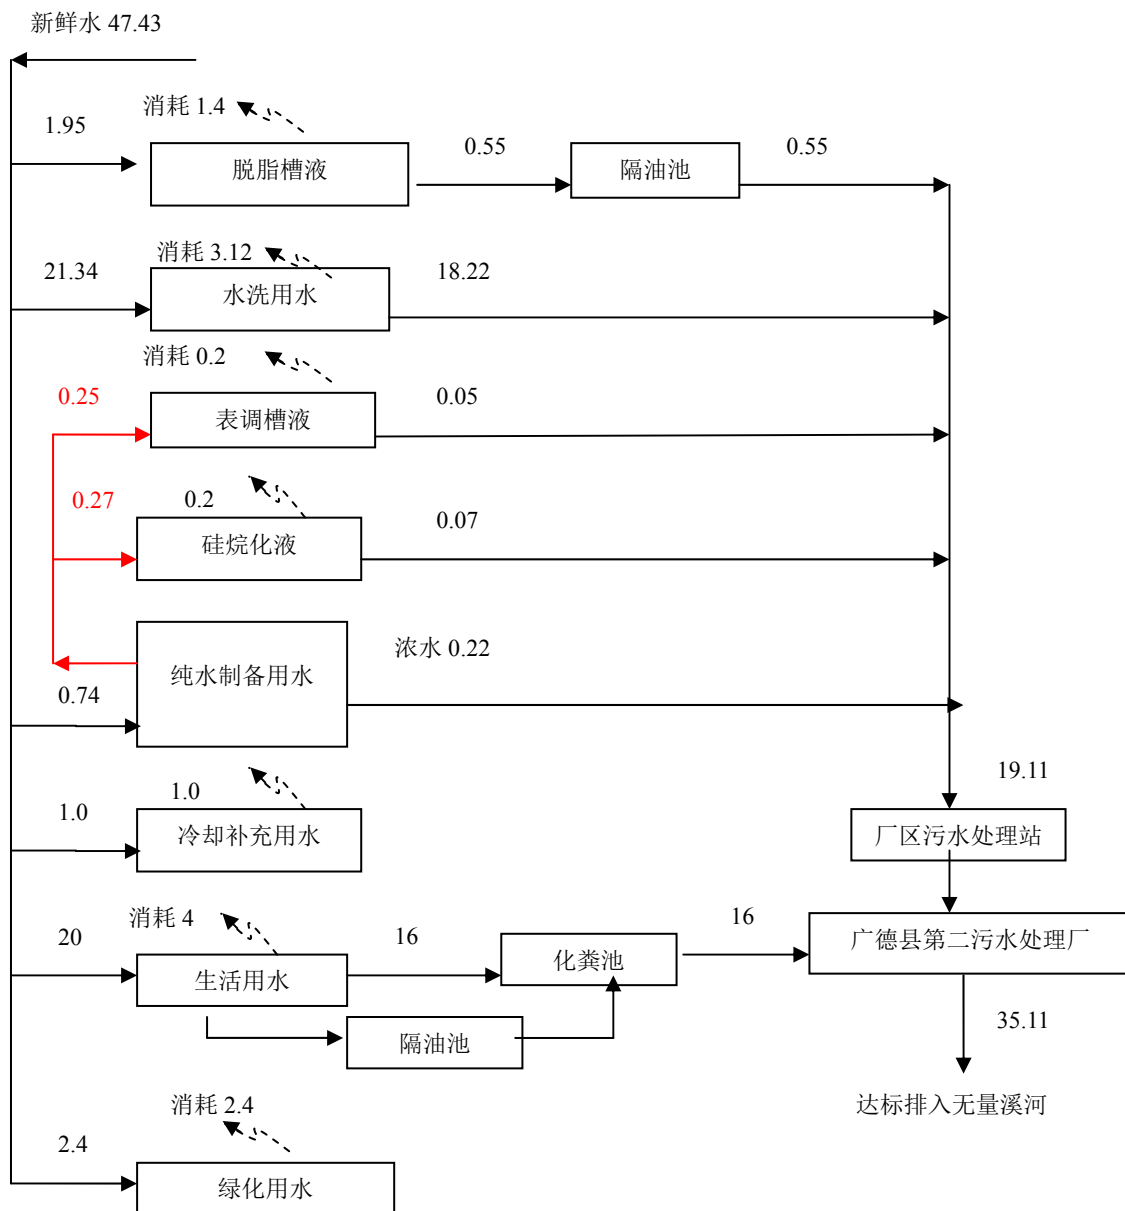 新鲜水 47.43
消耗 1.4
1.95
脱脂槽液
0.55
隔油池
0.55
消耗 3.12
21.34
水洗用水
18.22
消耗 0.2
0.25
表调槽液
0.05
0.27
0.2
硅烷化液
0.07
纯水制备用水
浓水 0.22
0.74
19.11
1.0
1.0
冷却补充用水
厂区污水处理站
消耗 4
20
生活用水
16
化粪池
16
广德县第二污水处理厂
隔油池
35.11
达标排入无量溪河
消耗 2.4
2.4
绿化用水